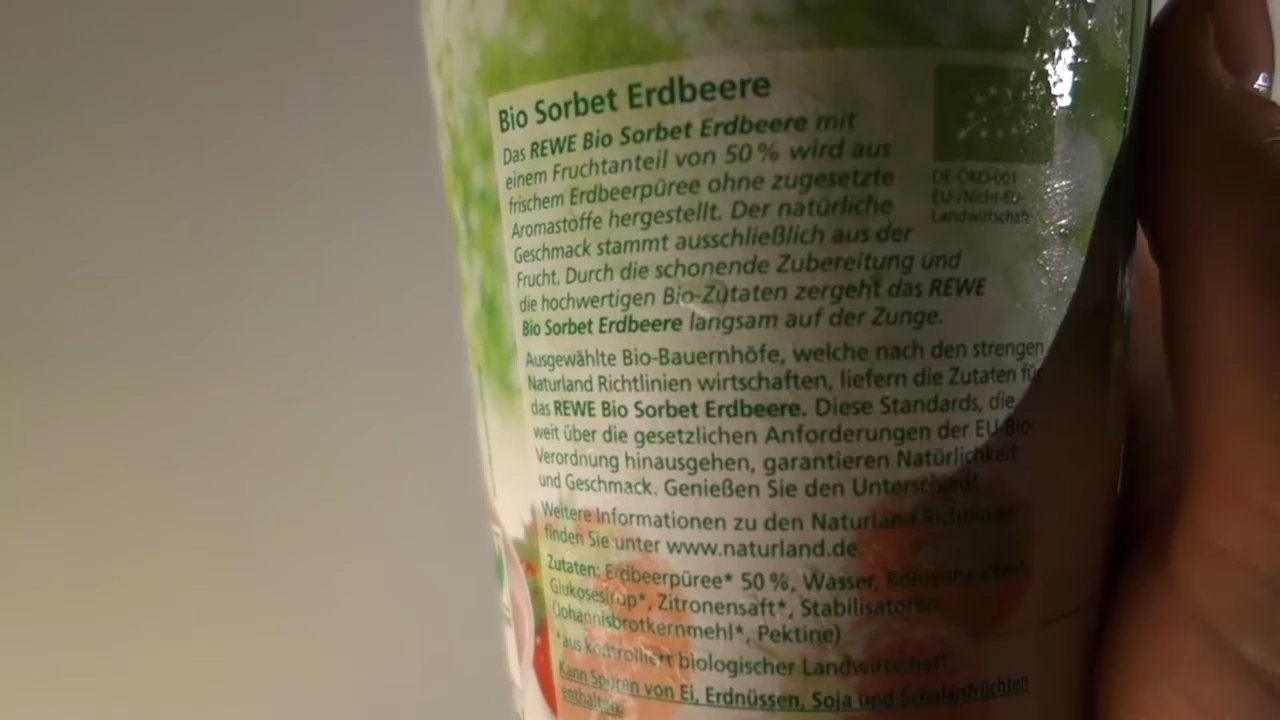 Bio Sorbet Erdbeere
Das REWE Bio Sorbet Erdbeere mit
einem Fruchtanteil von 50 % wird aus
frischem Erdbeerpüree ohne zugesetzte
Aromastoffe hergestellt. Der natürliche
Geschmack stammt ausschließlich aus der
Frucht. Durch die schonende Zubereitung und
die hochwertigen Bio-Zutaten zergeht das REWE
Bio Sorbet Erdbeere langsam auf der Zunge.
DE-ÖKO-001
EU-/Nicht-EU-
Landwirtschaft
Ausgewählte Bio-Bauernhöfe, welche nach den strengen
Naturland Richtlinien wirtschaften, liefern die Zutaten für
das REWE Bio Sorbet Erdbeere. Diese Standards, die
weit über die gesetzlichen Anforderungen der EU-Bio-
Verordnung hinausgehen, garantieren Natürlichkeit
und Geschmack. Genießen Sie den Unterschied!
Weitere Informationen zu den Naturland Richtlinien
finden Sie unter www.naturland.de.
Zutaten: Erdbeerpüree* 50 %, Wasser,
Glukosesirup*, Zitronensaft*, Stabilisatoren
(Johannisbrotkernmehl*, Pektine)
*aus kontrolliert biologischer Landwirtschaft
Kann Spuren von Ei, Erdnüssen, Soja und Schalenfrüchten
enthalten.